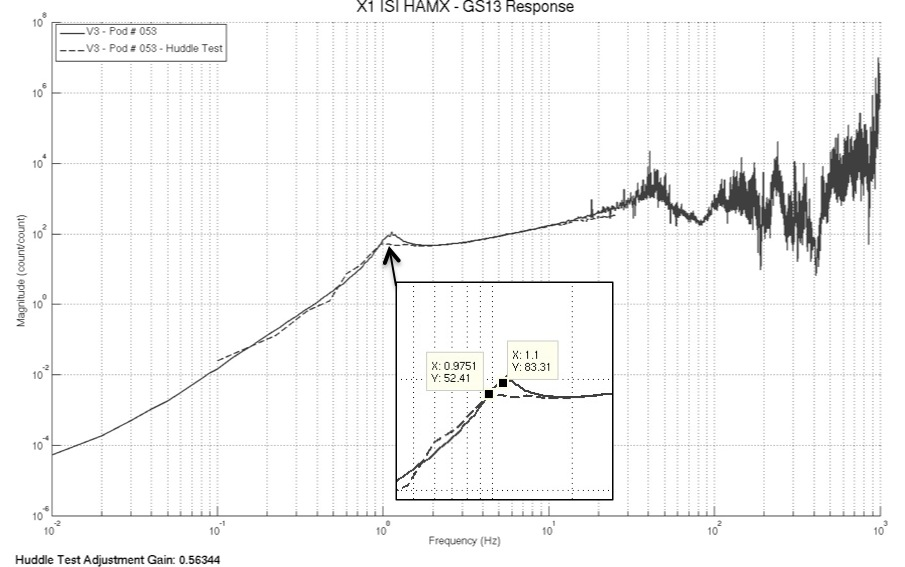 X1 ISI HAMX - GS13 Response
V3 - Pod # 053
V3 - Pod # 053 - Huddle Test
10^8
10^6
10^4
10^2
10^0
10^-2
10^-4
10^-6
Magnitude (count/count)
X: 0.9751
Y: 52.41
X: 1.1
Y: 83.31
10^-2
10^-1
10^0
10^1
10^2
10^3
Frequency (Hz)
Huddle Test Adjustment Gain: 0.56344